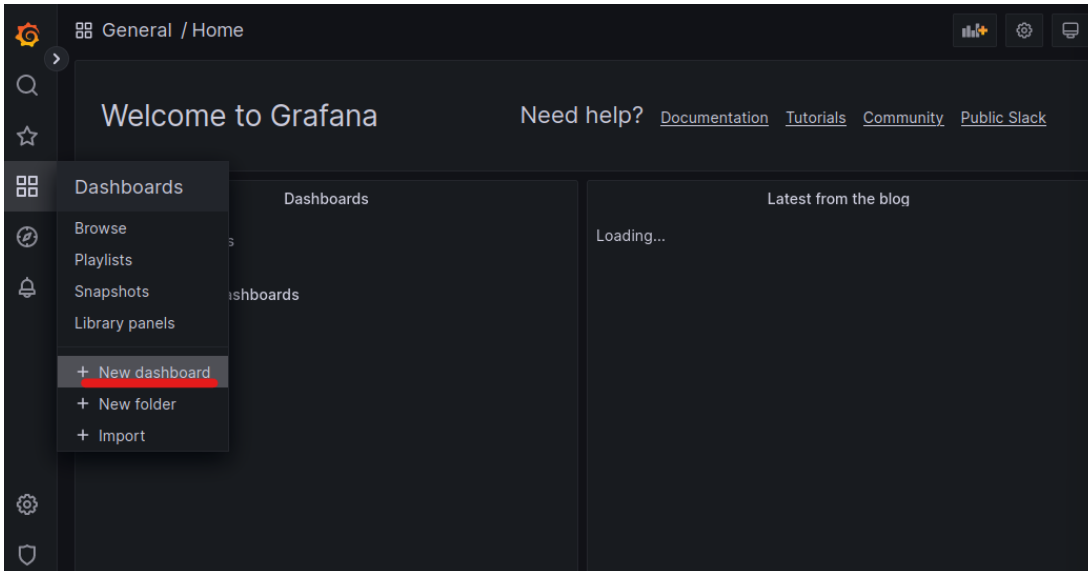 General / Home
Welcome to Grafana
Need help? Documentation Tutorials Community Public Slack
Dashboards
Browse
Playlists
Snapshots
Library panels
+ New dashboard
+ New folder
+ Import
Dashboards
s
ashboards
Latest from the blog
Loading...